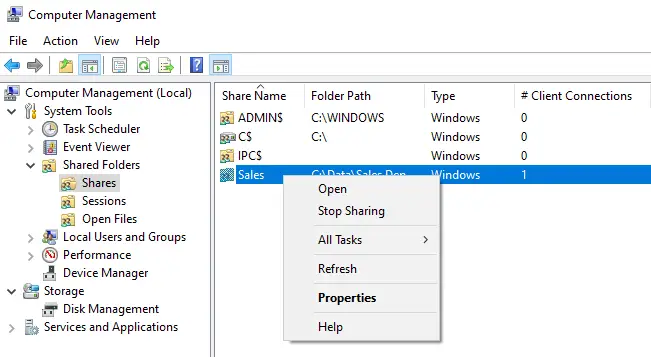 Computer Management
File Action View Help
Computer Management (Local)
System Tools
Task Scheduler
Event Viewer
Shared Folders
Shares
Sessions
Open Files
Local Users and Groups
Performance
Device Manager
Storage
Disk Management
Services and Applications
Share Name Folder Path Type # Client Connections
ADMIN$ C:\WINDOWS Windows 0
C$ C:\ Windows 0
IPC$ Windows 0
Sales C:\Data\Sales Dep... Windows 1
Open
Stop Sharing
All Tasks
Refresh
Properties
Help